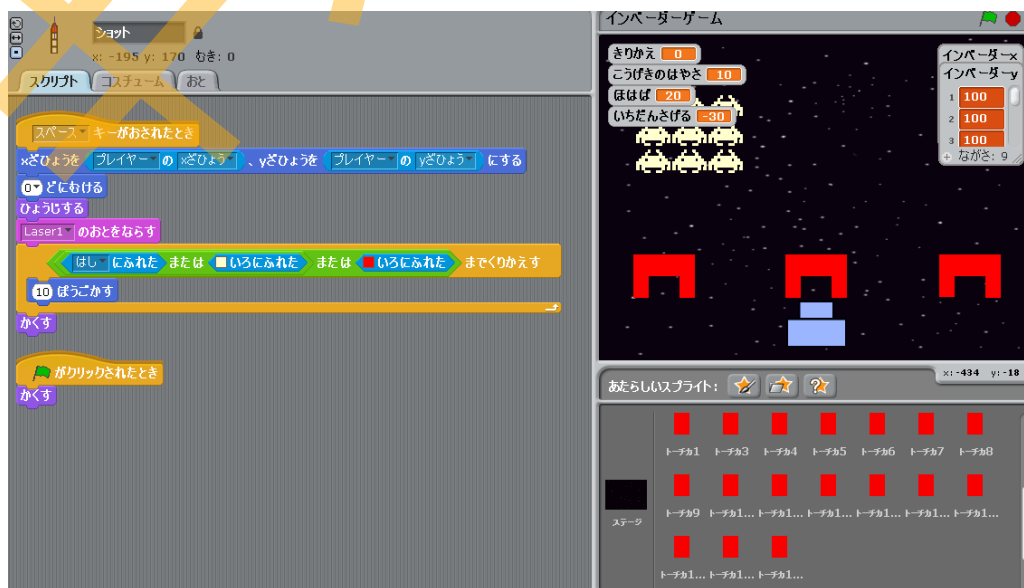 ショット
x: -195 y: 170 むき: 0
スクリプト コスチューム おと
スペース キーがおされたとき
xざひょうを プレイヤー の xざひょう 、yざひょうを プレイヤー の yざひょう にする
0 どにむける
ひょうじする
Laser1 のおとをならす
はし にふれた または いろにふれた または いろにふれた までくりかえす
10 ほうごかす
かくす
がクリックされたとき
かくす
インベーダーゲーム
きりかえ 0
こうげきのはやさ 10
ほはば 20
いちだんさげる -30
インベーダーx
インベーダーy
1 100
2 100
3 100
+ ながさ: 9
x: -434 y: -18
あたらしいスプライト:
トーチカ1 トーチカ3 トーチカ4 トーチカ5 トーチカ6 トーチカ7 トーチカ8
トーチカ9 トーチカ1... トーチカ1... トーチカ1... トーチカ1... トーチカ1... トーチカ1...
ステージ
トーチカ1... トーチカ1... トーチカ1...